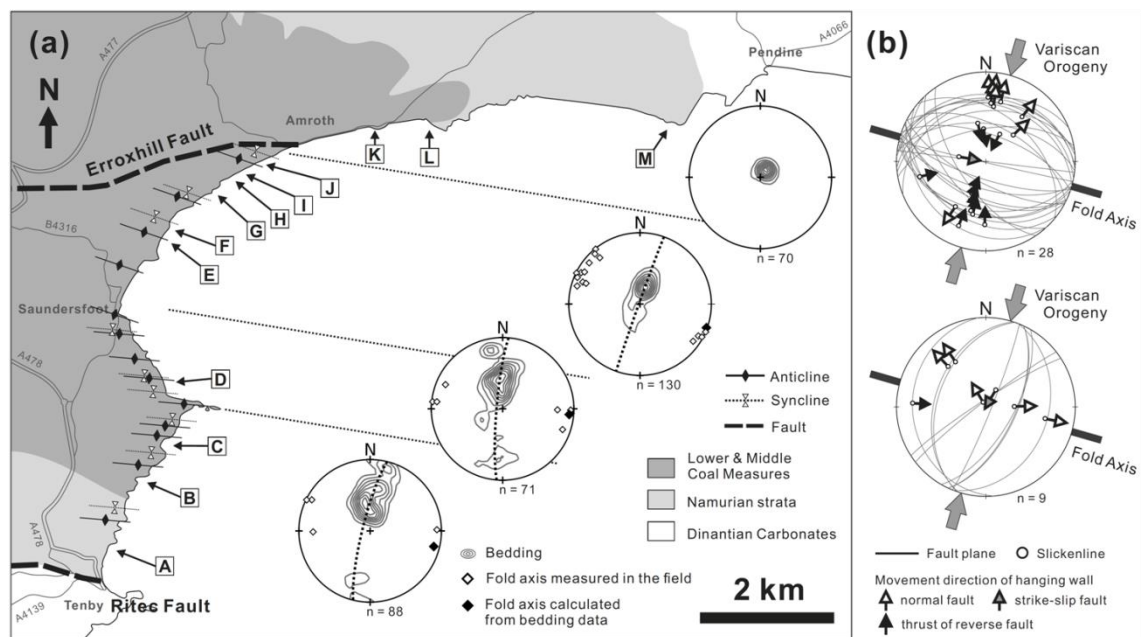 (a)
A477
A4066
Pendine
N
Amroth
Erroxhill Fault
K
L
M
J
I
H
G
F
E
B4316
Saundersfoot
A478
D
C
B
A478
A
Tenby
Ritec Fault
A4139
N
n = 70
N
n = 130
N
n = 71
N
n = 88
Anticline
Syncline
Fault
Lower & Middle
Coal Measures
Namurian strata
Dinantian Carbonates
Bedding
Fold axis measured in the field
Fold axis calculated
from bedding data
2 km
(b)
N
Variscan
Orogeny
Fold Axis
n = 28
N
Variscan
Orogeny
Fold Axis
n = 9
Fault plane
Slickenline
Movement direction of hanging wall
normal fault
strike-slip fault
thrust of reverse fault